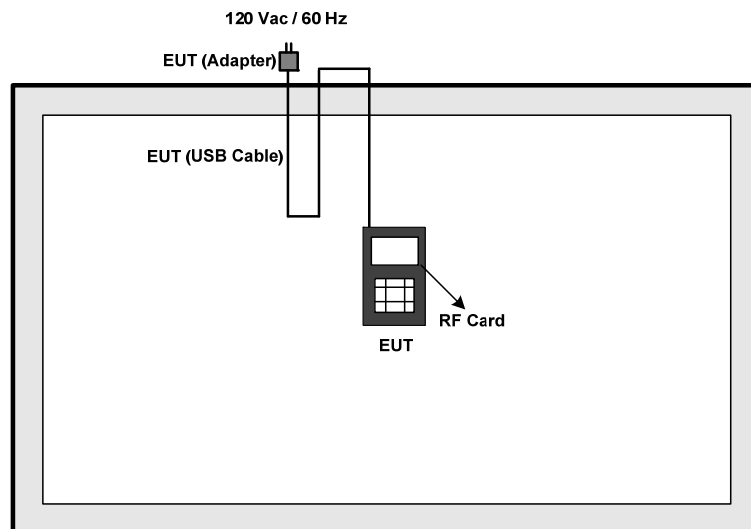 120 Vac / 60 Hz
EUT (Adapter)
EUT (USB Cable)
RF Card
EUT